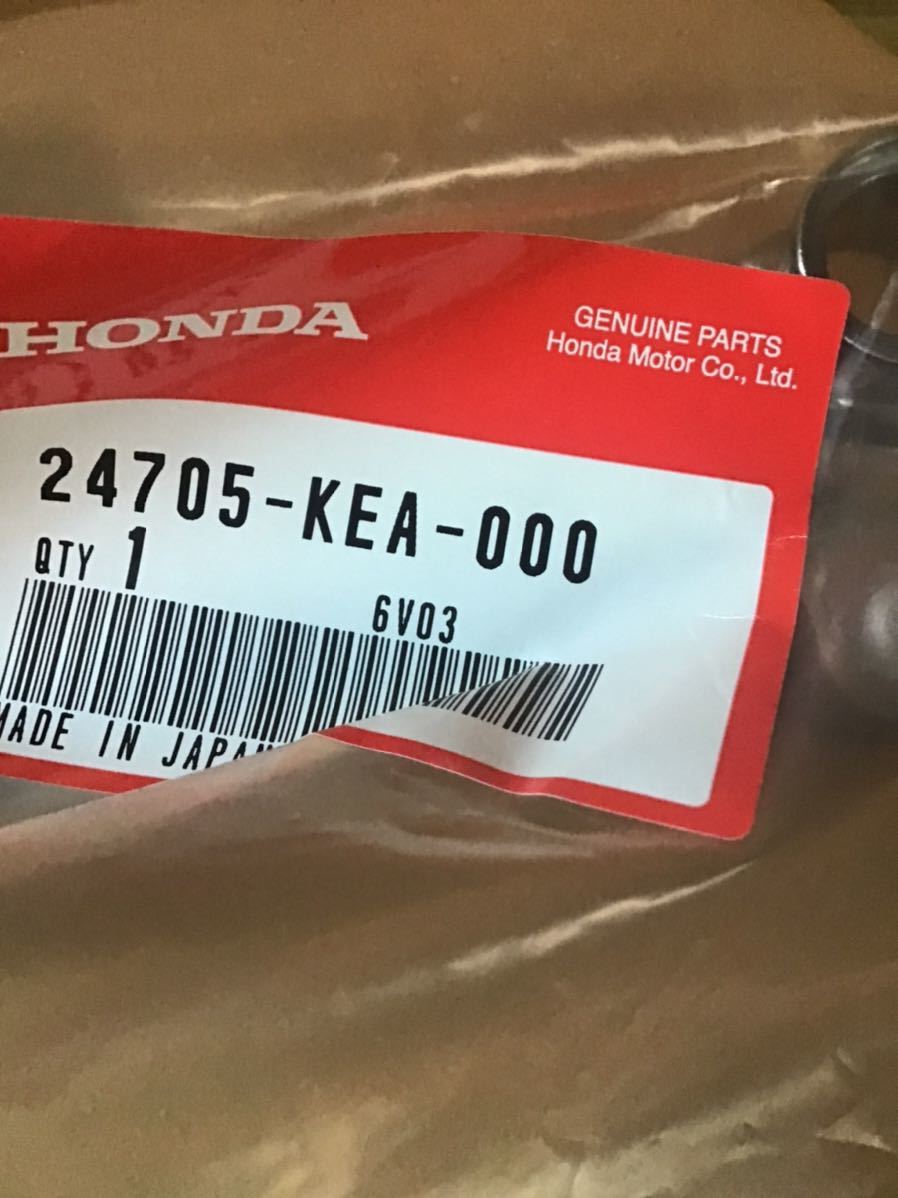 HONDA
GENUINE PARTS
Honda Motor Co., Ltd.
24705-KEA-000
QTY 1
6V03
MADE IN JAPAN